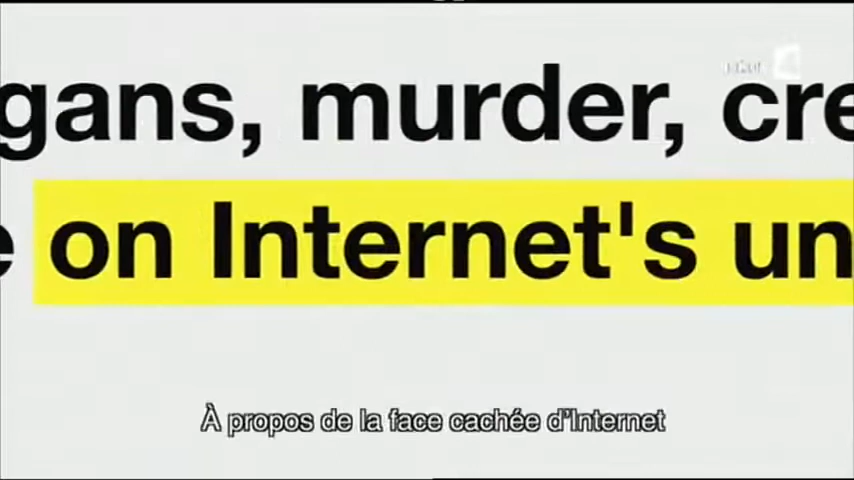 gans, murder, cre
on Internet's un
À propos de la face cachée d'Internet